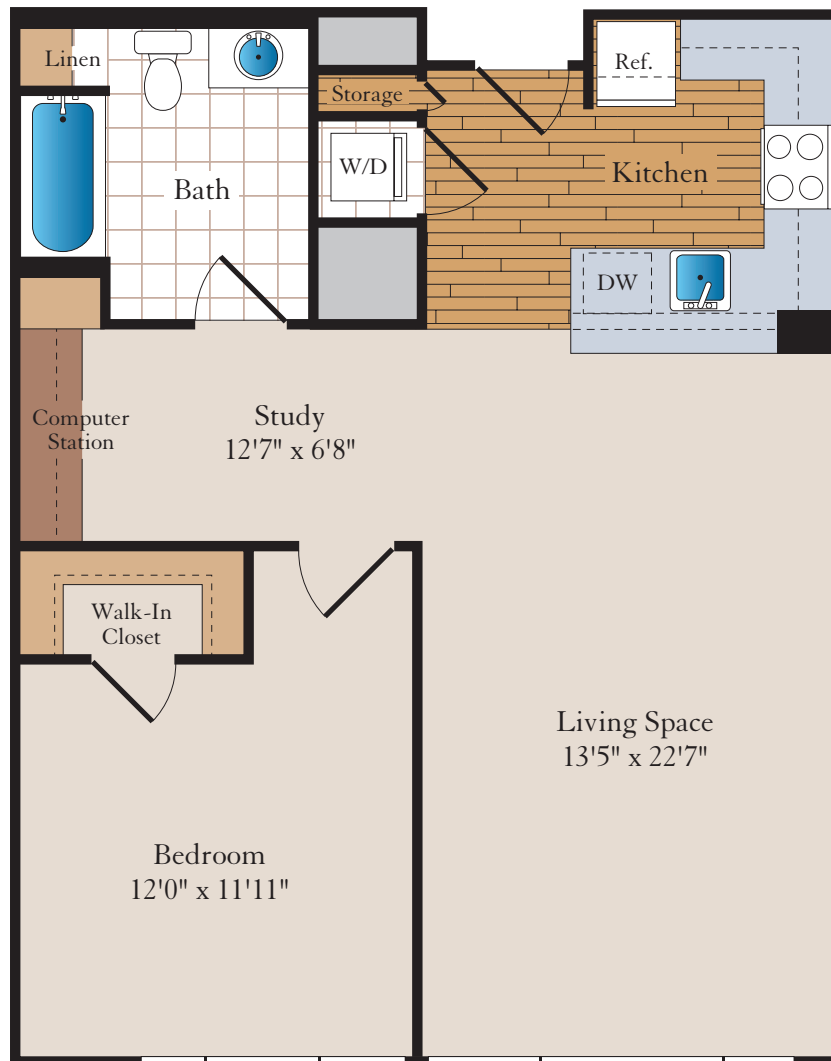 Linen
Ref.
Storage
W/D
Kitchen
Bath
DW
Computer
Station
Study
12'7" x 6'8"
Walk-In
Closet
Living Space
13'5" x 22'7"
Bedroom
12'0" x 11'11"